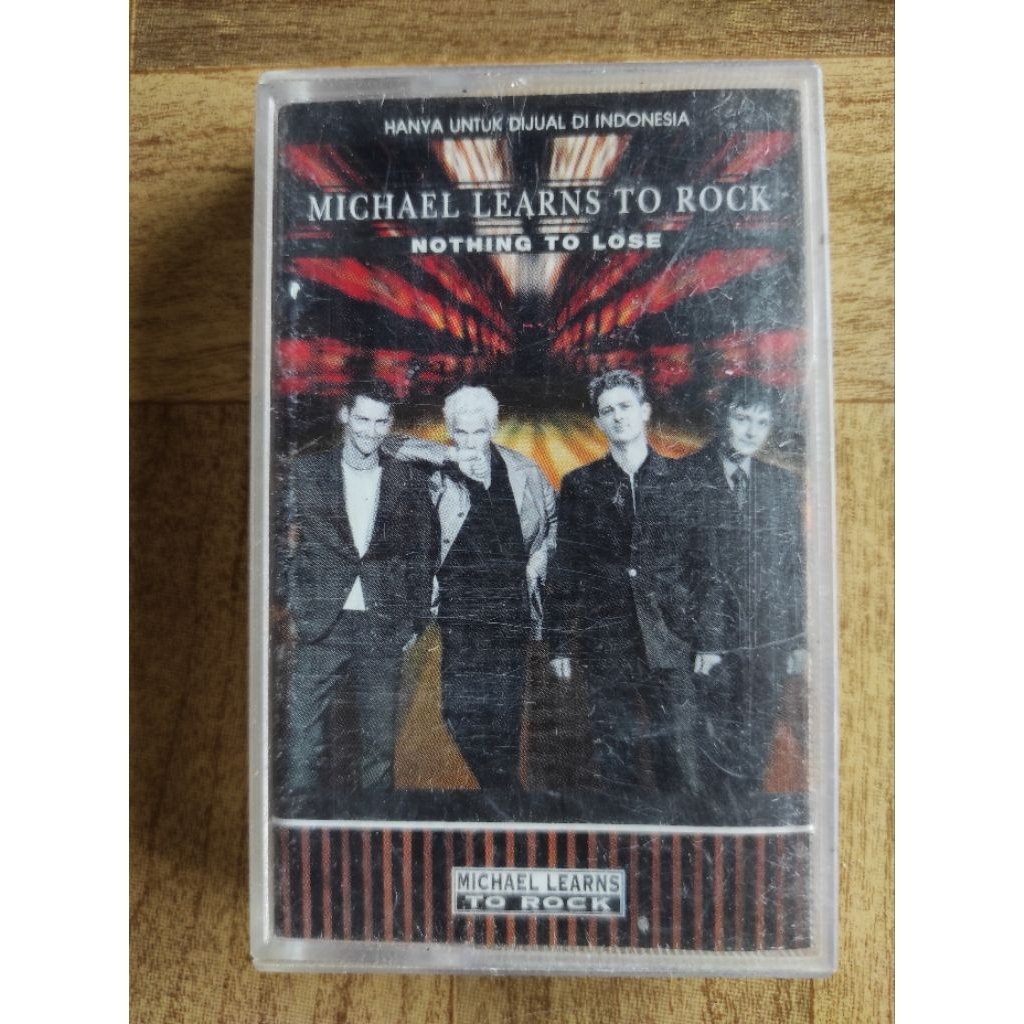 HANYA UNTUK DIJUAL DI INDONESIA
MICHAEL LEARNS TO ROCK
NOTHING TO LOSE
MICHAEL LEARNS
TO ROCK